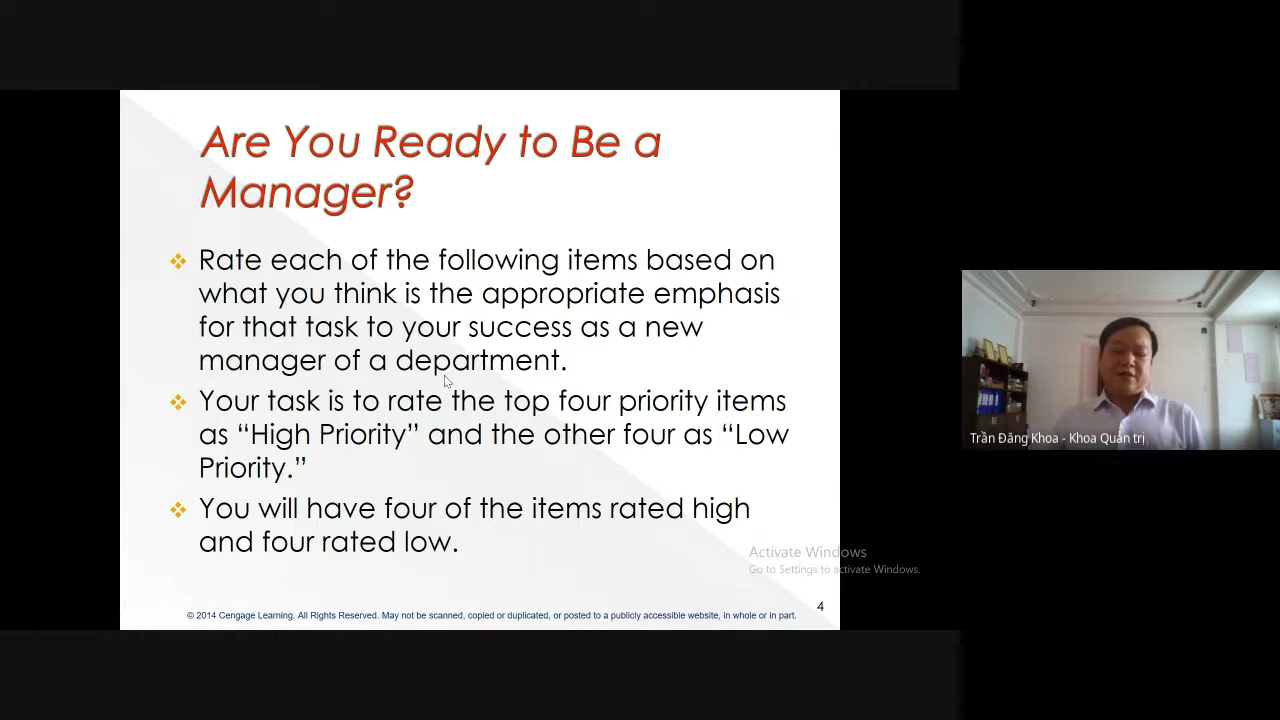 Are You Ready to Be a
Manager?
Rate each of the following items based on
what you think is the appropriate emphasis
for that task to your success as a new
manager of a department.
Your task is to rate the top four priority items
as “High Priority” and the other four as “Low
Priority.”
You will have four of the items rated high
and four rated low.
Activate Windows
Go to Settings to activate Windows.
© 2014 Cengage Learning. All Rights Reserved. May not be scanned, copied or duplicated, or posted to a publicly accessible website, in whole or in part.
4
Trần Đăng Khoa - Khoa Quản trị